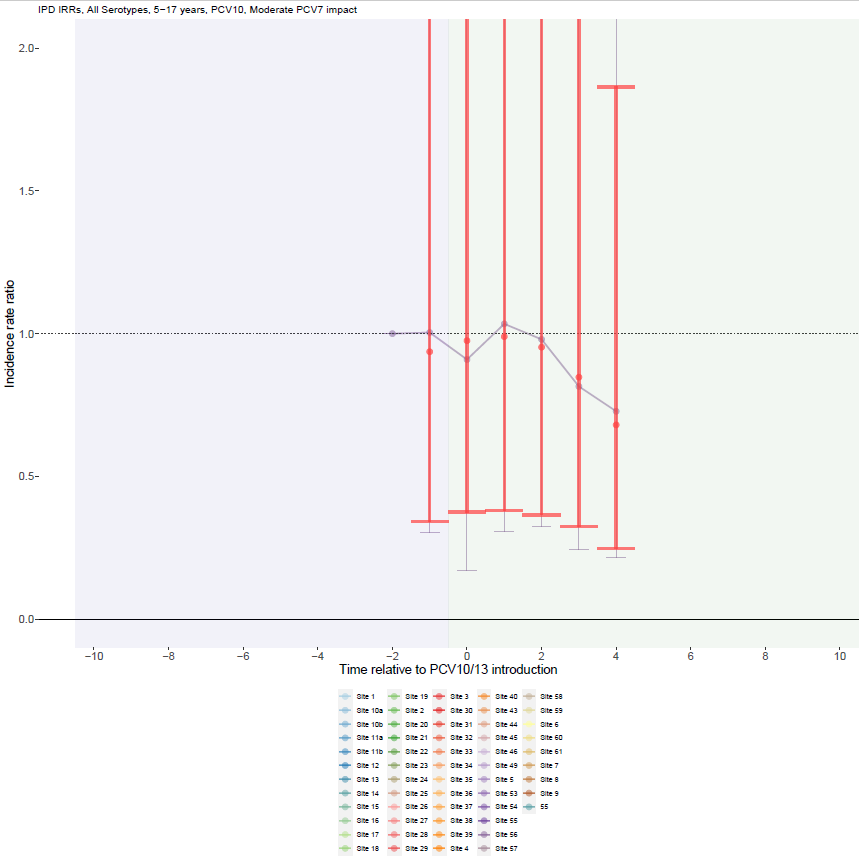 IPD IRRs, All Serotypes, 5−17 years, PCV10, Moderate PCV7 impact
2.0
1.5
1.0
0.5
0.0
Incidence rate ratio
−10 −8 −6 −4 −2 0 2 4 6 8 10
Time relative to PCV10/13 introduction
Site 1 Site 19 Site 3 Site 40 Site 58
Site 10a Site 2 Site 30 Site 43 Site 59
Site 10b Site 20 Site 31 Site 44 Site 6
Site 11a Site 21 Site 32 Site 45 Site 60
Site 11b Site 22 Site 33 Site 46 Site 61
Site 12 Site 23 Site 34 Site 49 Site 7
Site 13 Site 24 Site 35 Site 5 Site 8
Site 14 Site 25 Site 36 Site 53 Site 9
Site 15 Site 26 Site 37 Site 54 55
Site 16 Site 27 Site 38 Site 55
Site 17 Site 28 Site 39 Site 56
Site 18 Site 29 Site 4 Site 57